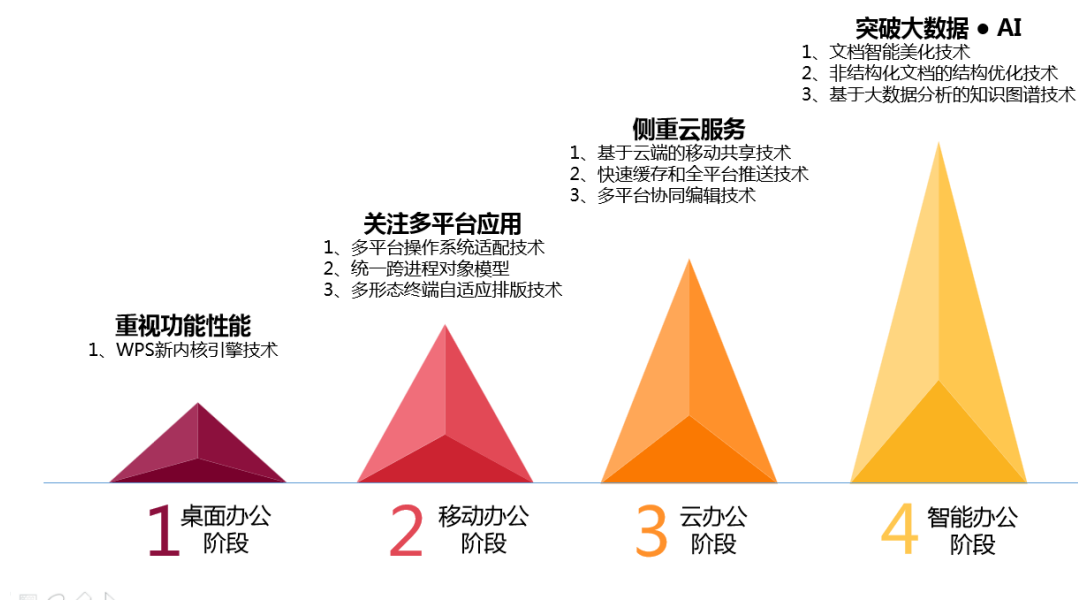 突破大数据 ● AI
1、文档智能美化技术
2、非结构化文档的结构优化技术
3、基于大数据分析的知识图谱技术
侧重云服务
1、基于云端的移动共享技术
2、快速缓存和全平台推送技术
3、多平台协同编辑技术
关注多平台应用
1、多平台操作系统适配技术
2、统一跨进程对象模型
3、多形态终端自适应排版技术
重视功能性能
1、WPS新内核引擎技术
1 桌面办公
阶段
2 移动办公
阶段
3 云办公
阶段
4 智能办公
阶段